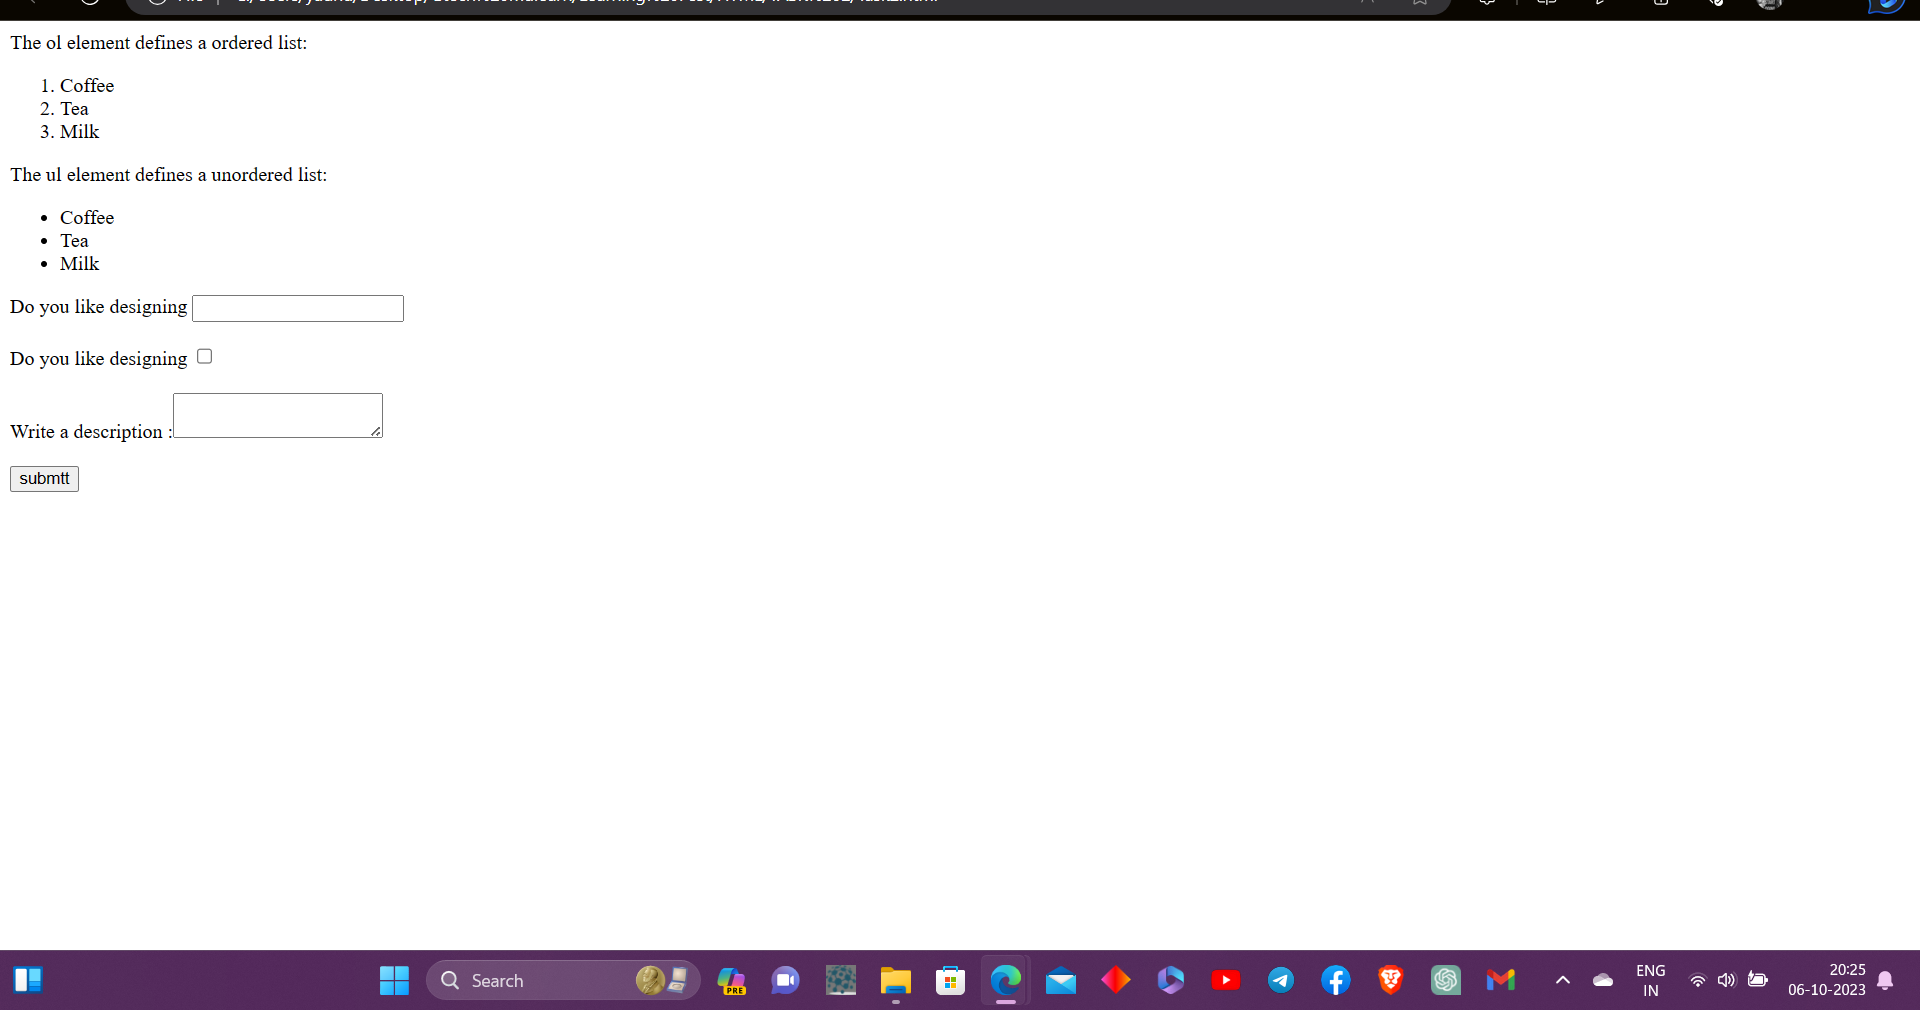 The ol element defines a ordered list:
1. Coffee
2. Tea
3. Milk
The ul element defines a unordered list:
• Coffee
• Tea
• Milk
Do you like designing
Do you like designing
Write a description :
submtt
Search
PRE
ENG
IN
20:25
06-10-2023